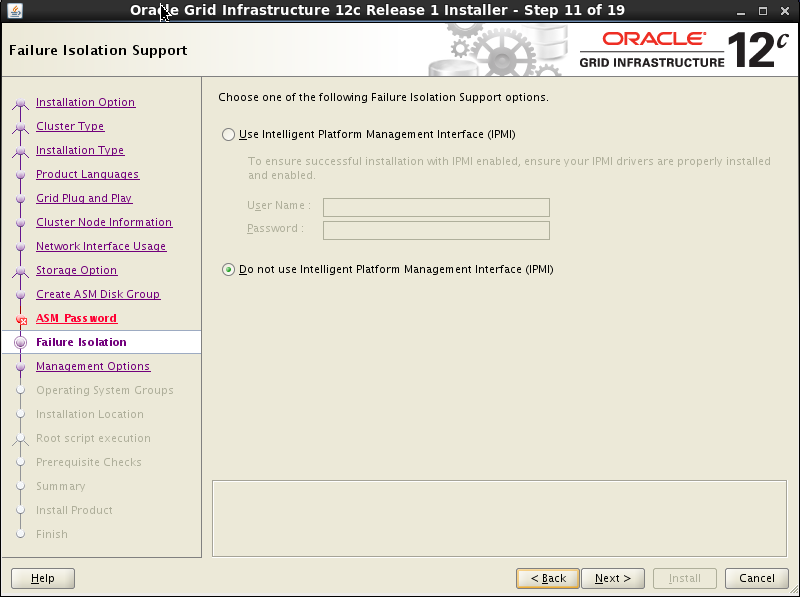 Oracle Grid Infrastructure 12c Release 1 Installer - Step 11 of 19
Failure Isolation Support
ORACLE
GRID INFRASTRUCTURE
12c
Installation Option
Cluster Type
Installation Type
Product Languages
Grid Plug and Play
Cluster Node Information
Network Interface Usage
Storage Option
Create ASM Disk Group
ASM Password
Failure Isolation
Management Options
Operating System Groups
Installation Location
Root script execution
Prerequisite Checks
Summary
Install Product
Finish
Choose one of the following Failure Isolation Support options.
Use Intelligent Platform Management Interface (IPMI)
To ensure successful installation with IPMI enabled, ensure your IPMI drivers are properly installed
and enabled.
User Name :
Password :
Do not use Intelligent Platform Management Interface (IPMI)
Help
< Back
Next >
Install
Cancel